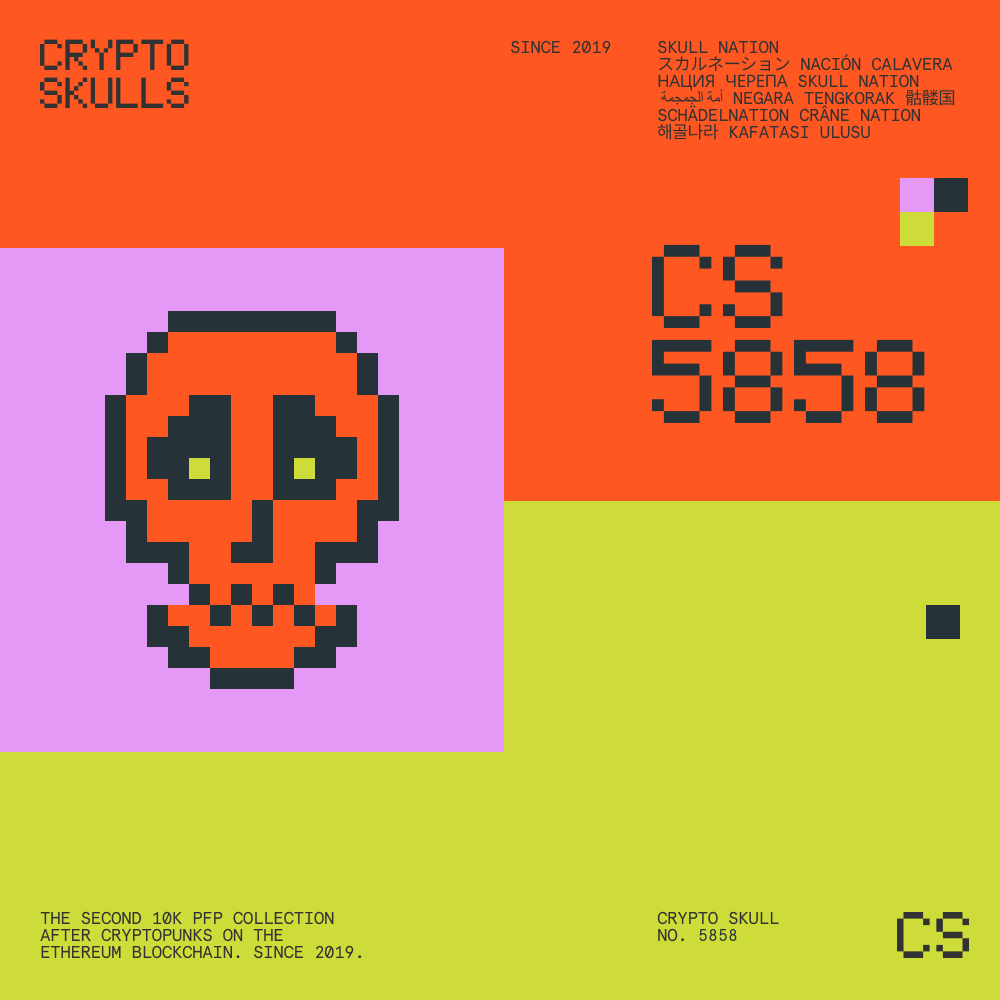 CRYPTO
SKULLS
SINCE 2019
SKULL NATION
スカルネーション NACIÓN CALAVERA
НАЦИЯ ЧЕРЕПА SKULL NATION
أمة الجمجمة NEGARA TENGKORAK 骷髅国
SCHÄDELNATION CRÂNE NATION
해골나라 KAFATASI ULUSU
CS
5858
THE SECOND 10K PFP COLLECTION
AFTER CRYPTOPUNKS ON THE
ETHEREUM BLOCKCHAIN. SINCE 2019.
CRYPTO SKULL
NO. 5858
CS